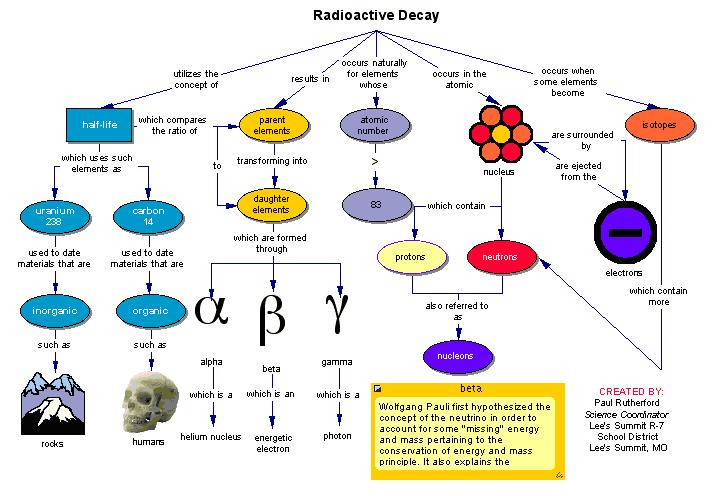 Radioactive Decay
utilizes the
concept of
results in
occurs naturally
for elements
whose
occurs in the
atomic
occurs when
some elements
become
half-life
which compares
the ratio of
parent
elements
atomic
number
nucleus
isotopes
are surrounded
by
are ejected
from the
which uses such
elements as
to
transforming into
>
uranium
238
carbon
14
daughter
elements
83
which contain
electrons
used to date
materials that are
used to date
materials that are
which are formed
through
protons
neutrons
which contain
more
inorganic
organic
α
β
γ
also referred to
as
nucleons
such as
such as
alpha
beta
gamma
which is a
which is an
which is a
helium nucleus
energetic
electron
photon
rocks
humans
beta
Wolfgang Pauli first hypothesized the
concept of the neutrino in order to
account for some "missing" energy
and mass pertaining to the
conservation of energy and mass
principle. It also explains the
CREATED BY:
Paul Rutherford
Science Coordinator
Lee's Summit R-7
School District
Lee's Summit, MO